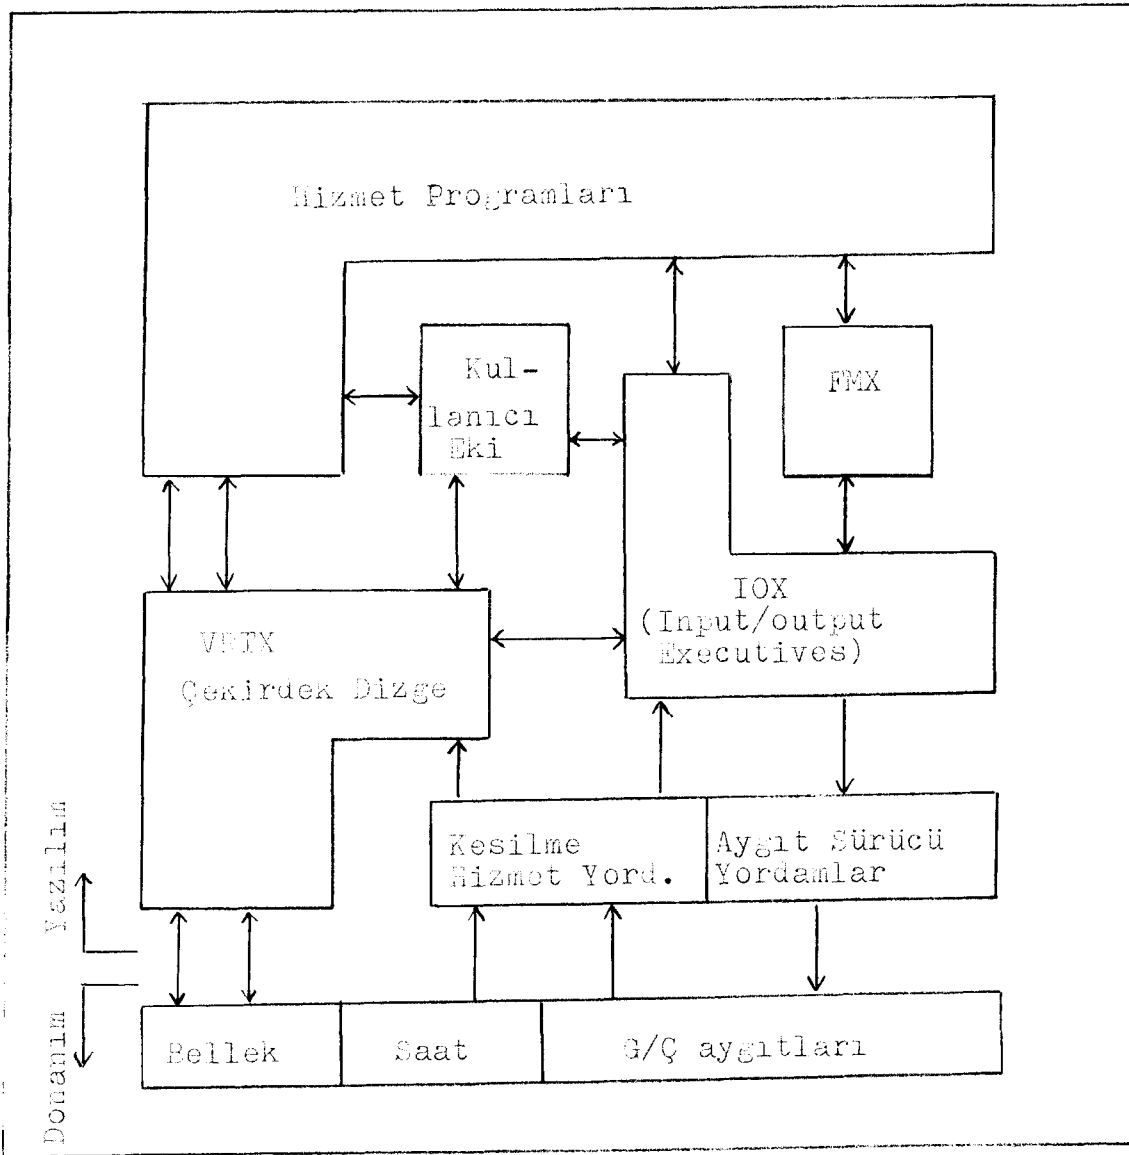 Hizmet Programları
Kul-
lanıcı
Eki
FMX
IOX
(Input/output
Executives)
VRTX
Çekirdek Dizge
Kesilme
Hizmet Yord.
Aygıt Sürücü
Yordamlar
Yazılım
Donanım
Bellek
Saat
G/Ç aygıtları